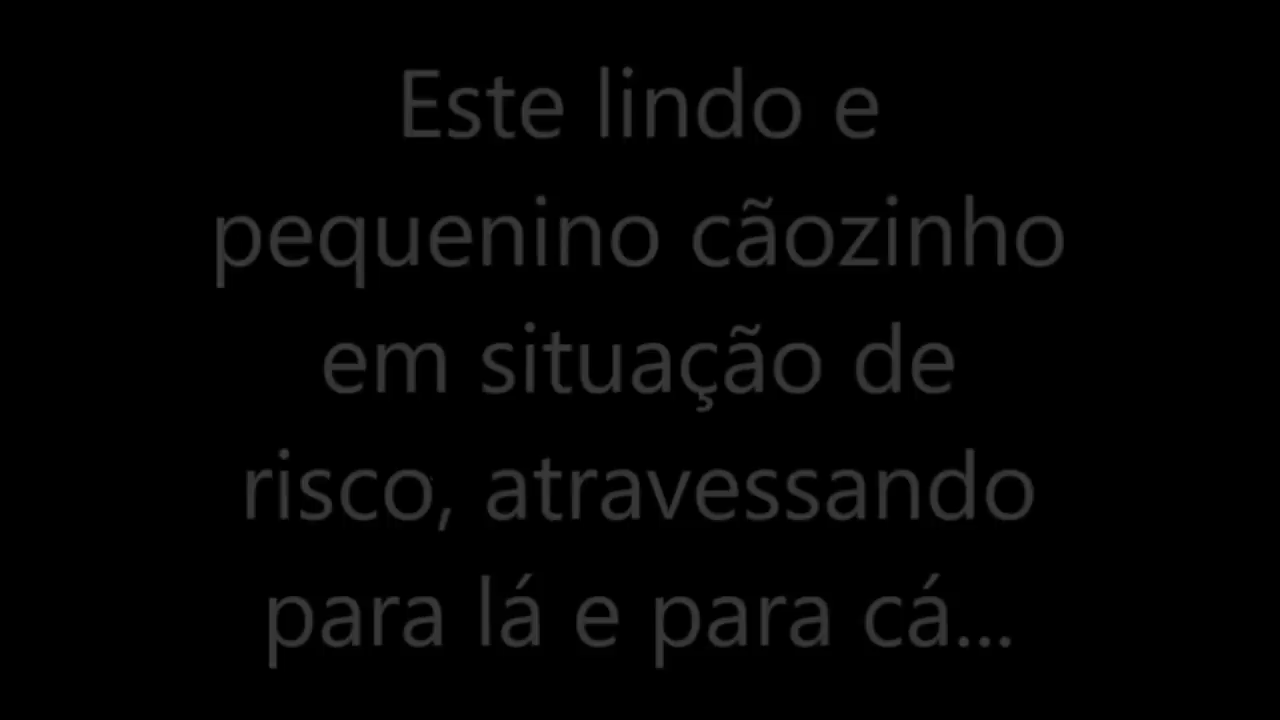 Este lindo e
pequenino cãozinho
em situação de
risco, atravessando
para lá e para cá...